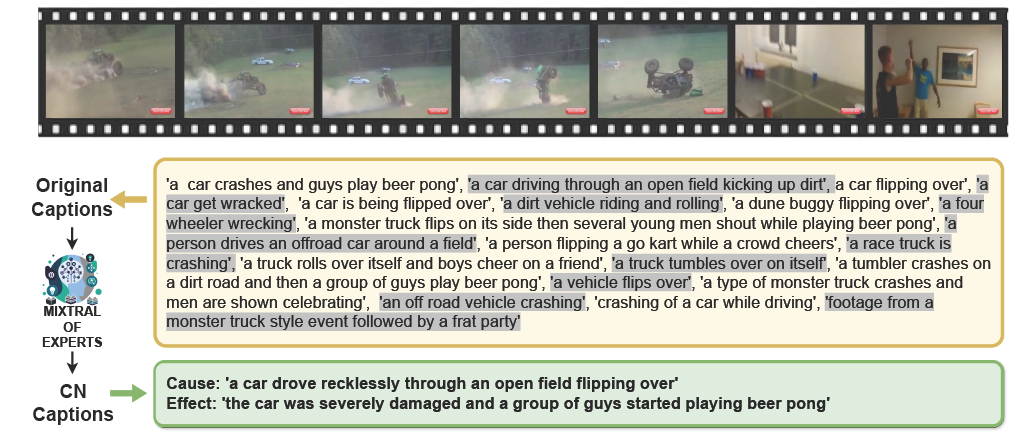 Original
Captions
MIXTRAL
OF
EXPERTS
CN
Captions
'a  car crashes and guys play beer pong', 'a car driving through an open field kicking up dirt', a car flipping over', 'a
car get wracked',  'a car is being flipped over', 'a dirt vehicle riding and rolling', 'a dune buggy flipping over', 'a four
wheeler wrecking', 'a monster truck flips on its side then several young men shout while playing beer pong', 'a
person drives an offroad car around a field', 'a person flipping a go kart while a crowd cheers', 'a race truck is
crashing', 'a truck rolls over itself and boys cheer on a friend', 'a truck tumbles over on itself', 'a tumbler crashes on
a dirt road and then a group of guys play beer pong', 'a vehicle flips over', 'a type of monster truck crashes and
men are shown celebrating',  'an off road vehicle crashing', 'crashing of a car while driving', 'footage from a
monster truck style event followed by a frat party'
Cause: 'a car drove recklessly through an open field flipping over'
Effect: 'the car was severely damaged and a group of guys started playing beer pong'